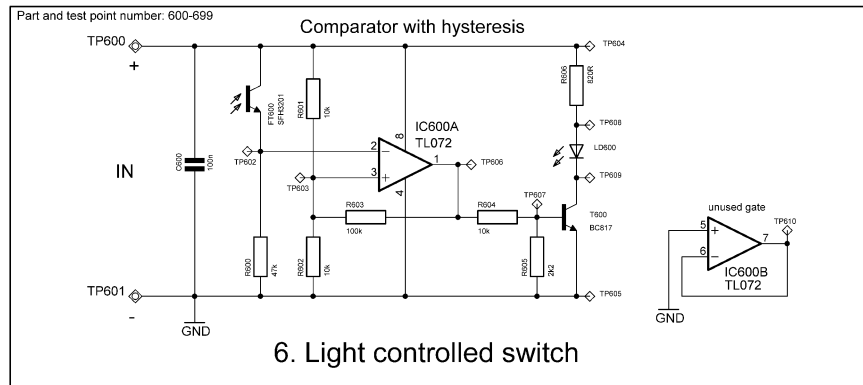 Part and test point number: 600-699
Comparator with hysteresis
TP600
+
TP604
R606
820R
FT600
SFH3201
R601
10k
IC600A
TL072
8
TP608
LD600
C600
100n
IN
TP602
2
−
1
TP606
TP603
3
+
4
TP609
TP607
R603
100k
R604
10k
T600
BC817
unused gate
TP610
5
+
7
6
−
IC600B
TL072
R600
47k
R602
10k
R605
2k2
TP601
-
TP605
GND
GND
6. Light controlled switch